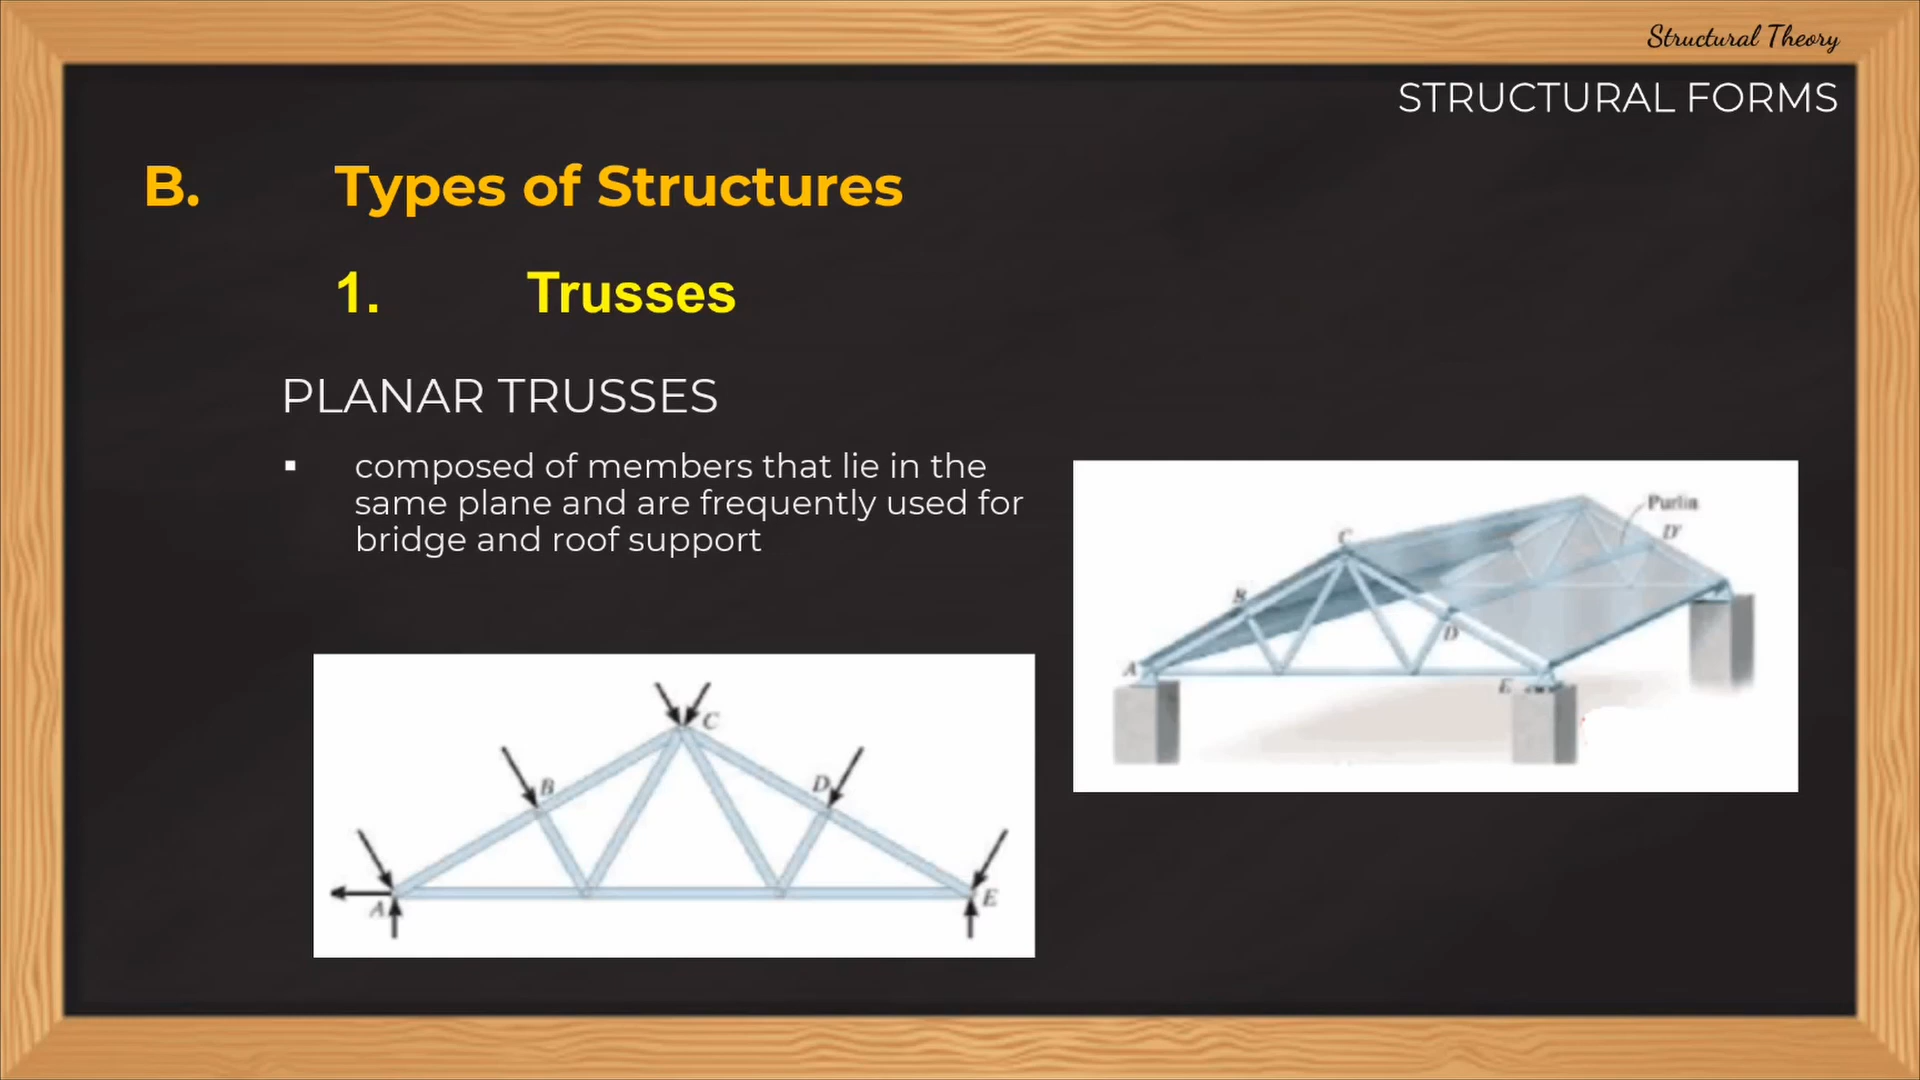 Structural Theory
STRUCTURAL FORMS
B. Types of Structures
1. Trusses
PLANAR TRUSSES
▪ composed of members that lie in the
same plane and are frequently used for
bridge and roof support
Purlin
D'
C
B
D
A
E
C
B
D
A
E